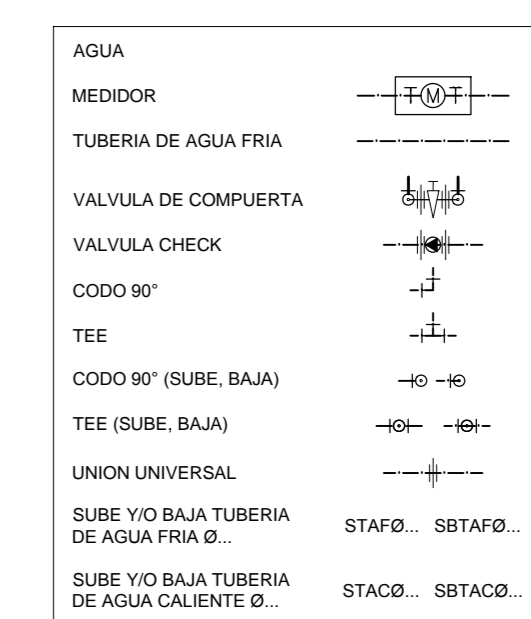 AGUA
MEDIDOR M
TUBERIA DE AGUA FRIA
VALVULA DE COMPUERTA
VALVULA CHECK
CODO 90°
TEE
CODO 90° (SUBE, BAJA)
TEE (SUBE, BAJA)
UNION UNIVERSAL
SUBE Y/O BAJA TUBERIA
DE AGUA FRIA Ø... STAFØ... SBTAFØ...
SUBE Y/O BAJA TUBERIA
DE AGUA CALIENTE Ø... STACØ... SBTACØ...